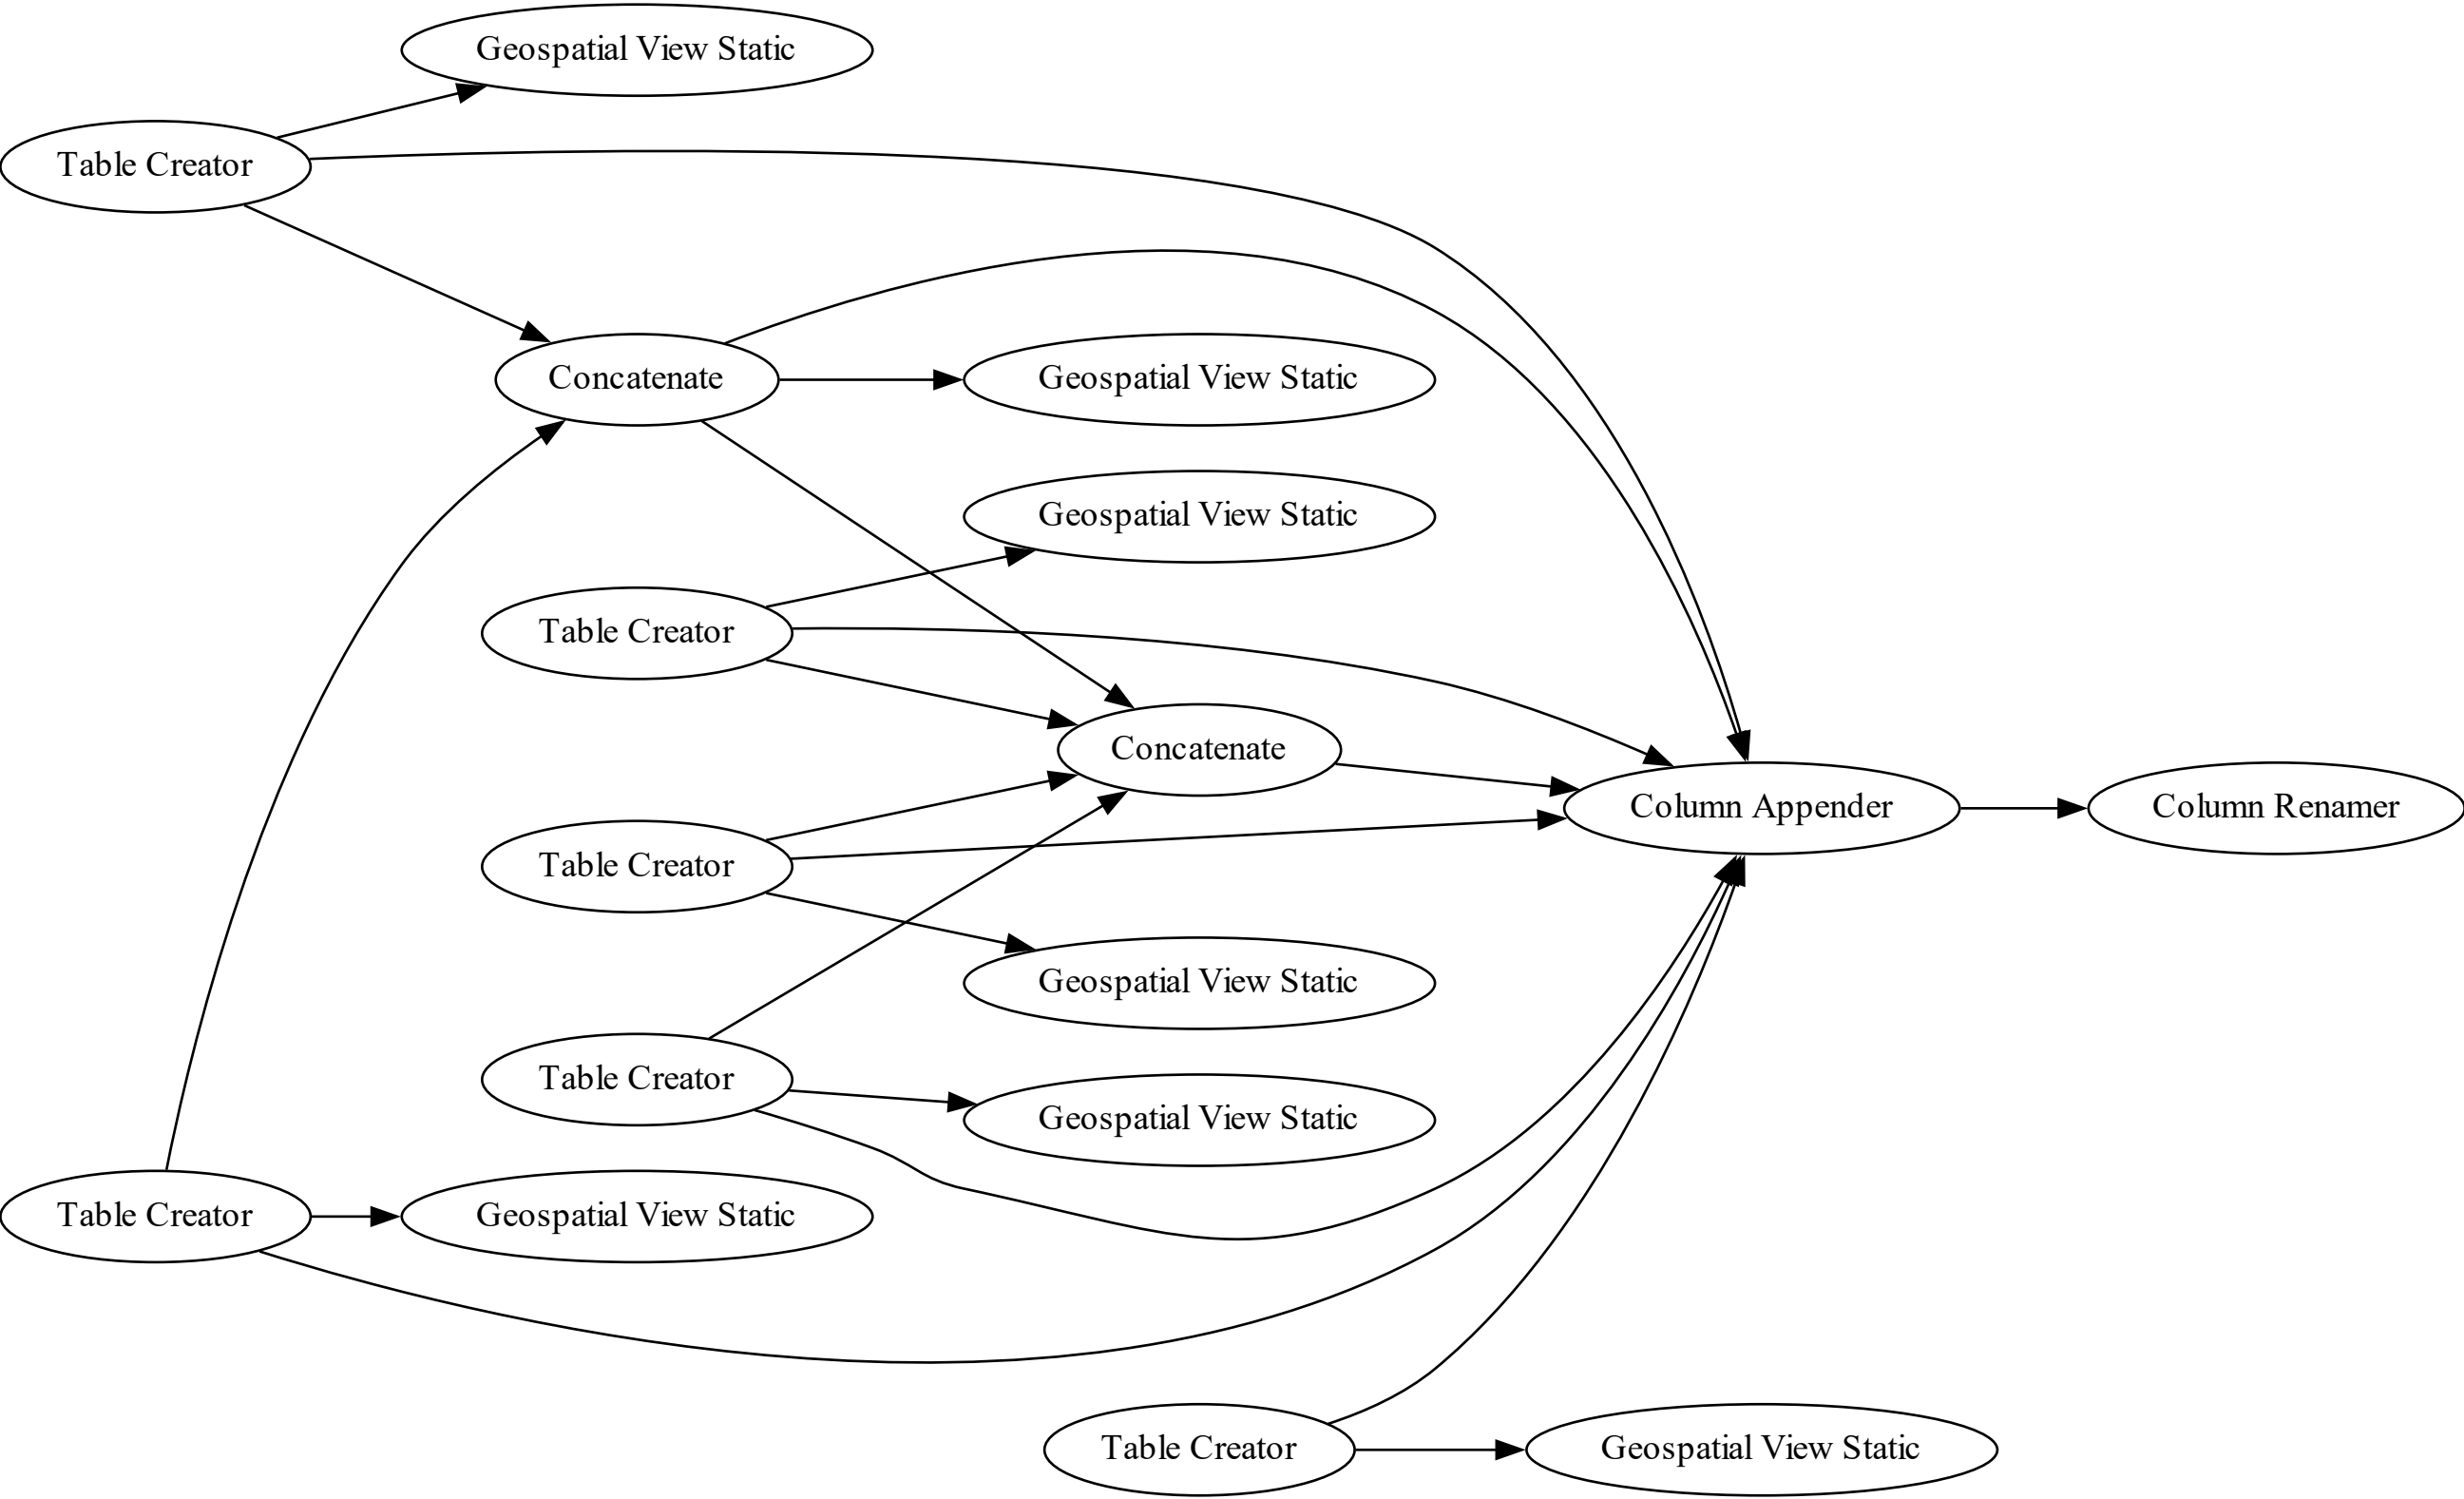 Geospatial View Static
Table Creator
Concatenate
Geospatial View Static
Geospatial View Static
Table Creator
Concatenate
Column Appender
Column Renamer
Table Creator
Geospatial View Static
Table Creator
Geospatial View Static
Table Creator
Geospatial View Static
Table Creator
Geospatial View Static